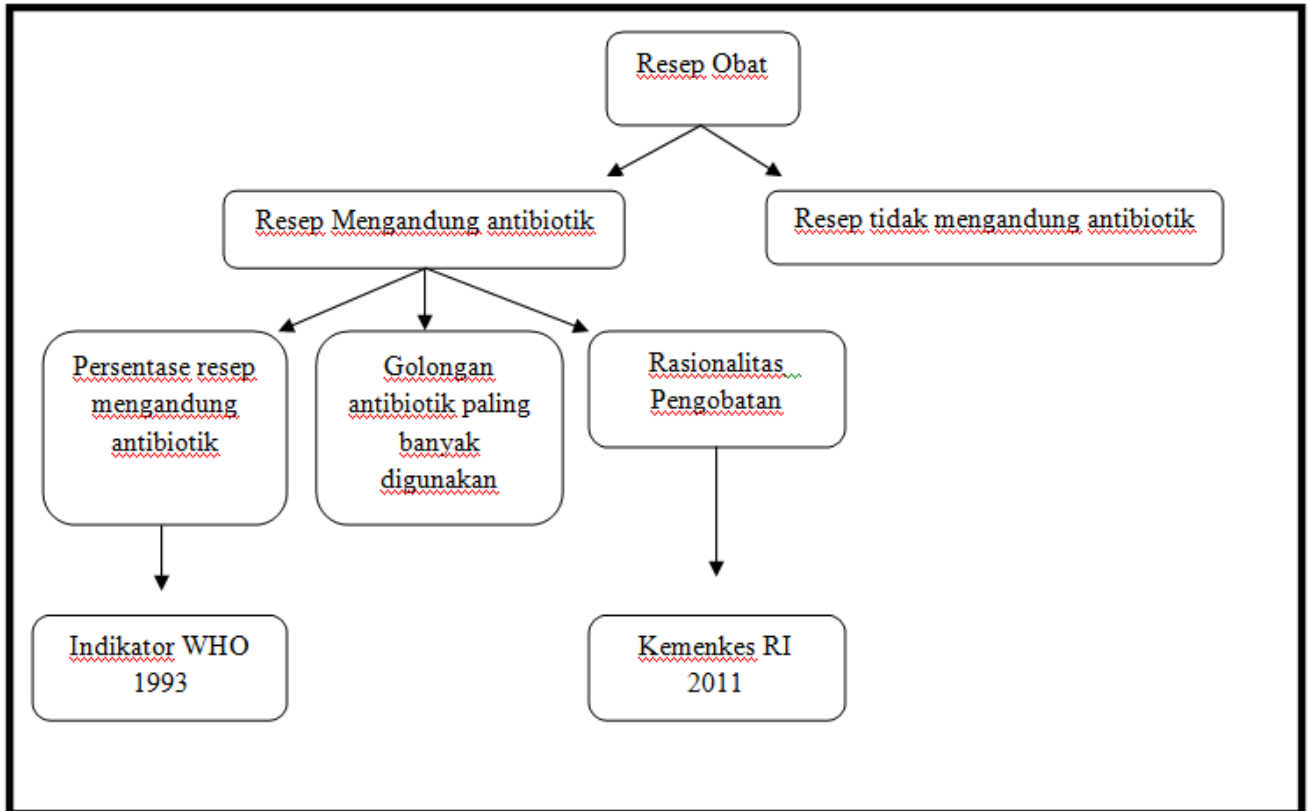 Resep Obat
Resep Mengandung antibiotik
Resep tidak mengandung antibiotik
Persentase resep
mengandung
antibiotik
Golongan
antibiotik paling
banyak
digunakan
Rasionalitas
Pengobatan
Indikator WHO
1993
Kemenkes RI
2011